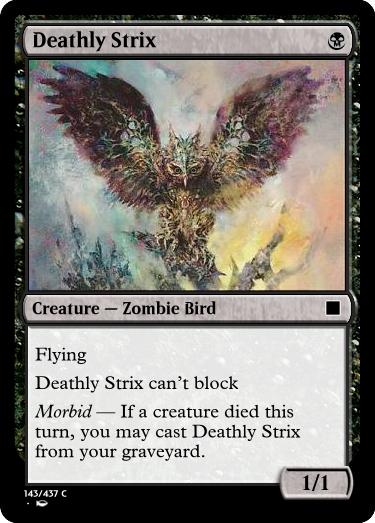 Deathly Strix
Creature — Zombie Bird
Flying
Deathly Strix can't block
Morbid — If a creature died this
turn, you may cast Deathly Strix
from your graveyard.
1/1
143/437 C